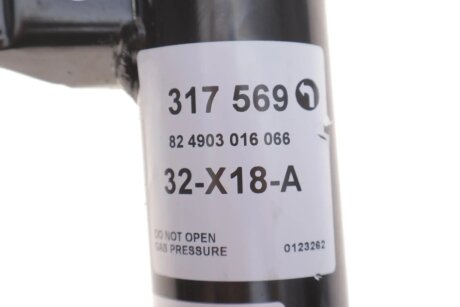 317 569
82 4903 016 066
32-X18-A
DO NOT OPEN
GAS PRESSURE 0123262